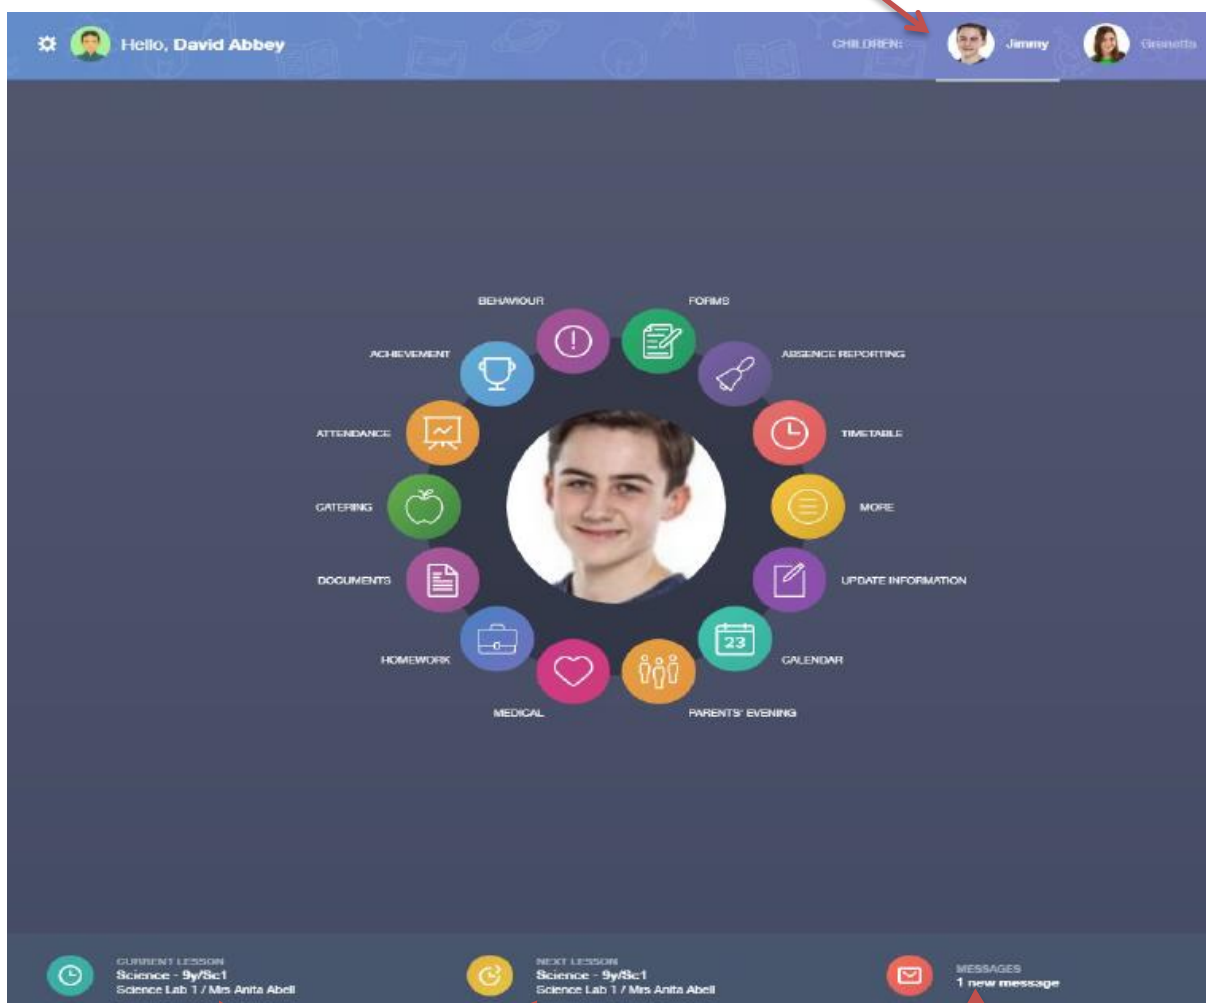 Hello, David Abbey
CHILDREN:
Jimmy
BEHAVIOUR
FORMS
ACHIEVEMENT
ABSENCE REPORTING
ATTENDANCE
TIMETABLE
CATERING
MORE
DOCUMENTS
UPDATE INFORMATION
23
HOMEWORK
CALENDAR
MEDICAL
PARENTS' EVENING
CURRENT LESSON
Science - 9y/Sc1
Science Lab 1 / Mrs Anita Abell
NEXT LESSON
Science - 9y/Sc1
Science Lab 1 / Mrs Anita Abell
MESSAGES
1 new message